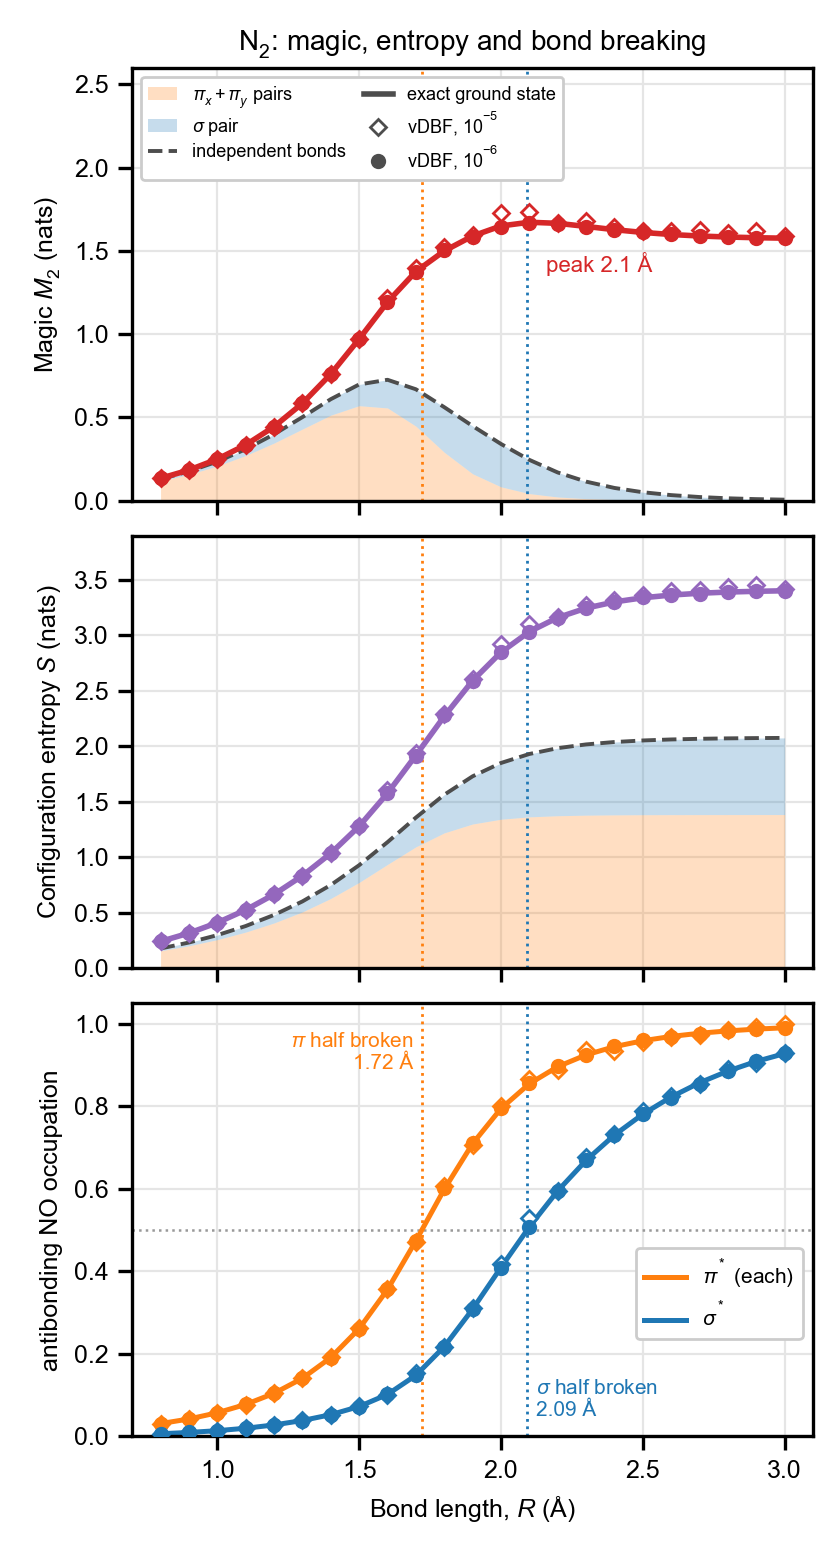 N₂: magic, entropy and bond breaking
πₓ + πᵧ pairs
σ pair
independent bonds
exact ground state
vDBF, 10⁻⁵
vDBF, 10⁻⁶
Magic M₂ (nats)
2.5
2.0
1.5
1.0
0.5
0.0
peak 2.1 Å
Configuration entropy S (nats)
3.5
3.0
2.5
2.0
1.5
1.0
0.5
0.0
antibonding NO occupation
1.0
0.8
0.6
0.4
0.2
0.0
π half broken
1.72 Å
π* (each)
σ*
σ half broken
2.09 Å
1.0 1.5 2.0 2.5 3.0
Bond length, R (Å)